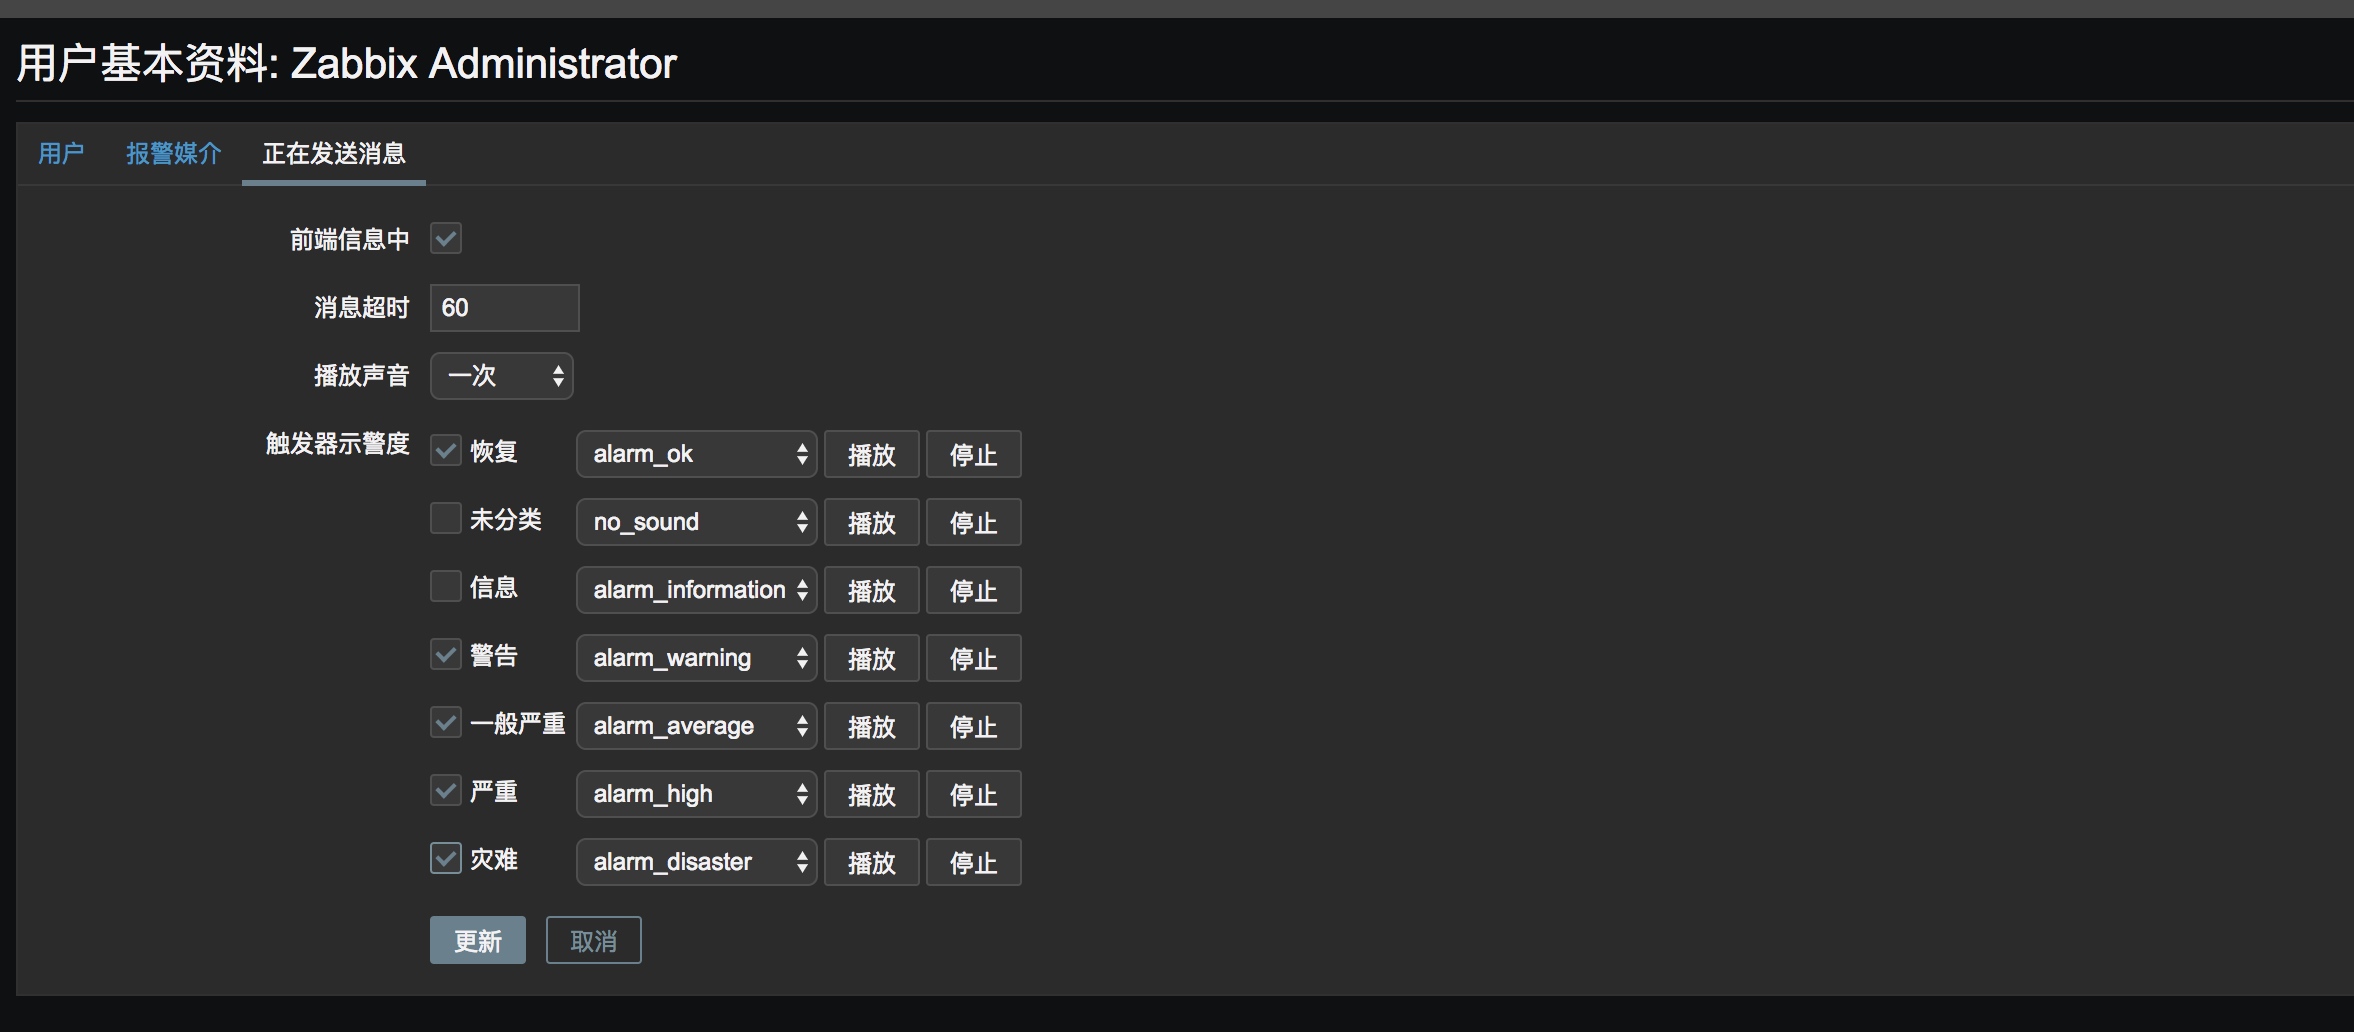 用户基本资料: Zabbix Administrator
用户 报警媒介 正在发送消息
前端信息中
消息超时 60
播放声音 一次
触发器示警度 恢复 alarm_ok 播放 停止
未分类 no_sound 播放 停止
信息 alarm_information 播放 停止
警告 alarm_warning 播放 停止
一般严重 alarm_average 播放 停止
严重 alarm_high 播放 停止
灾难 alarm_disaster 播放 停止
更新 取消